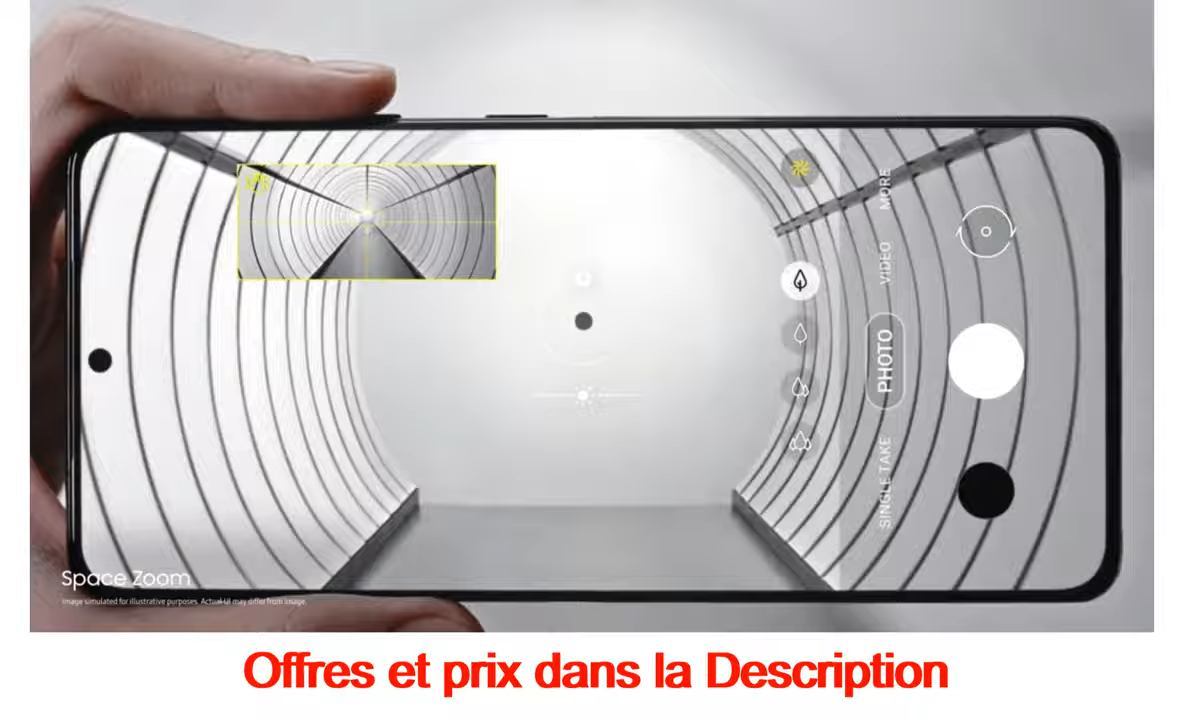 MORE
VIDEO
PHOTO
SINGLE TAKE
Space Zoom
Image simulated for illustrative purposes. Actual UI may differ from image.
Offres et prix dans la Description